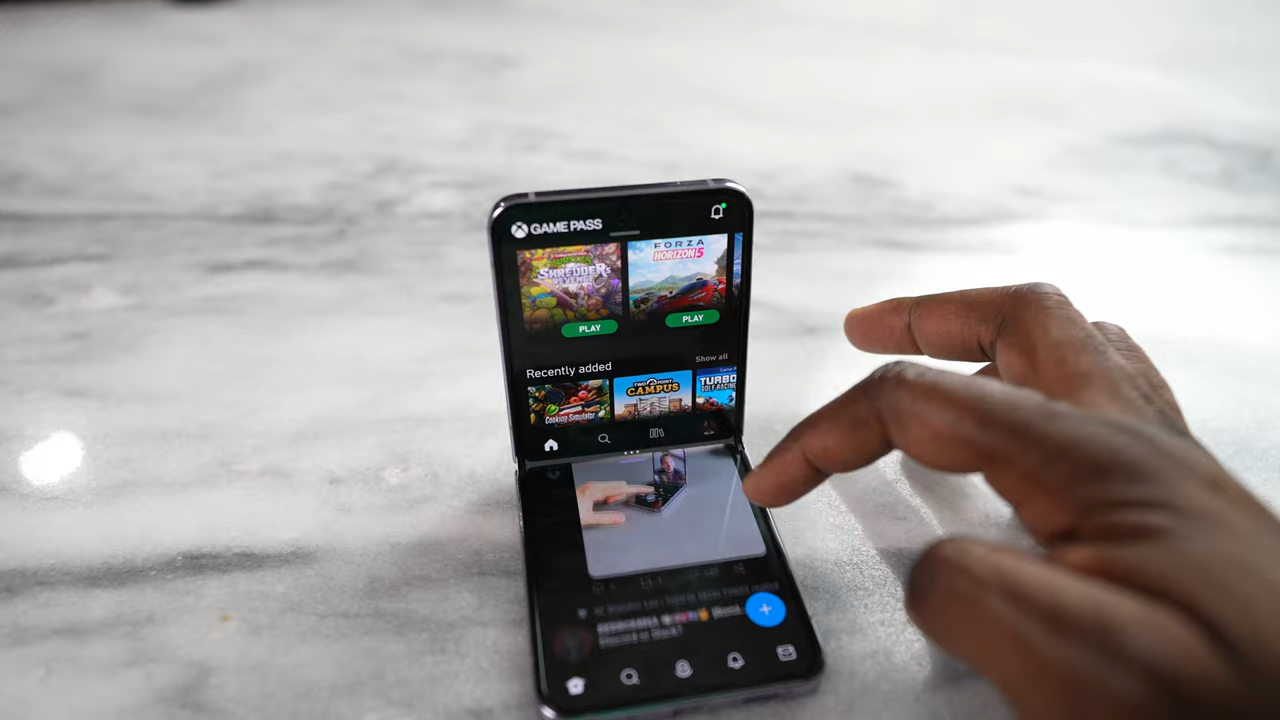 GAME PASS
SHREDDER'S
REVENGE
PLAY
FORZA
HORIZON 5
PLAY
Recently added
Show all
Cooking Simulator
TWO POINT
CAMPUS
TURBO
GOLF RACING